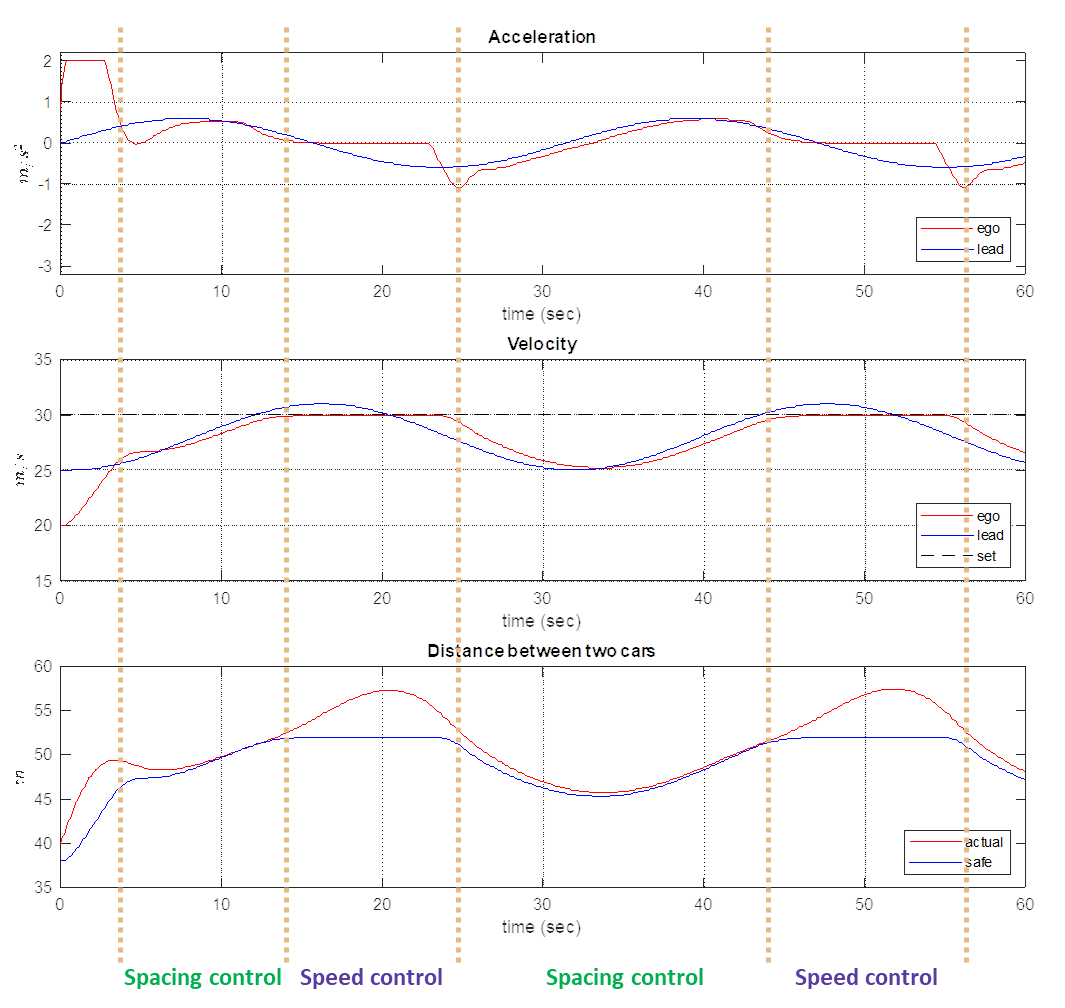 Acceleration
2
1
0
-1
-2
-3
m/s²
ego
lead
0 10 20 30 40 50 60
time (sec)
Velocity
35
30
25
20
15
m/s
ego
lead
set
0 10 20 30 40 50 60
time (sec)
Distance between two cars
60
55
50
45
40
35
m
actual
safe
0 10 20 30 40 50 60
time (sec)
Spacing control Speed control Spacing control Speed control